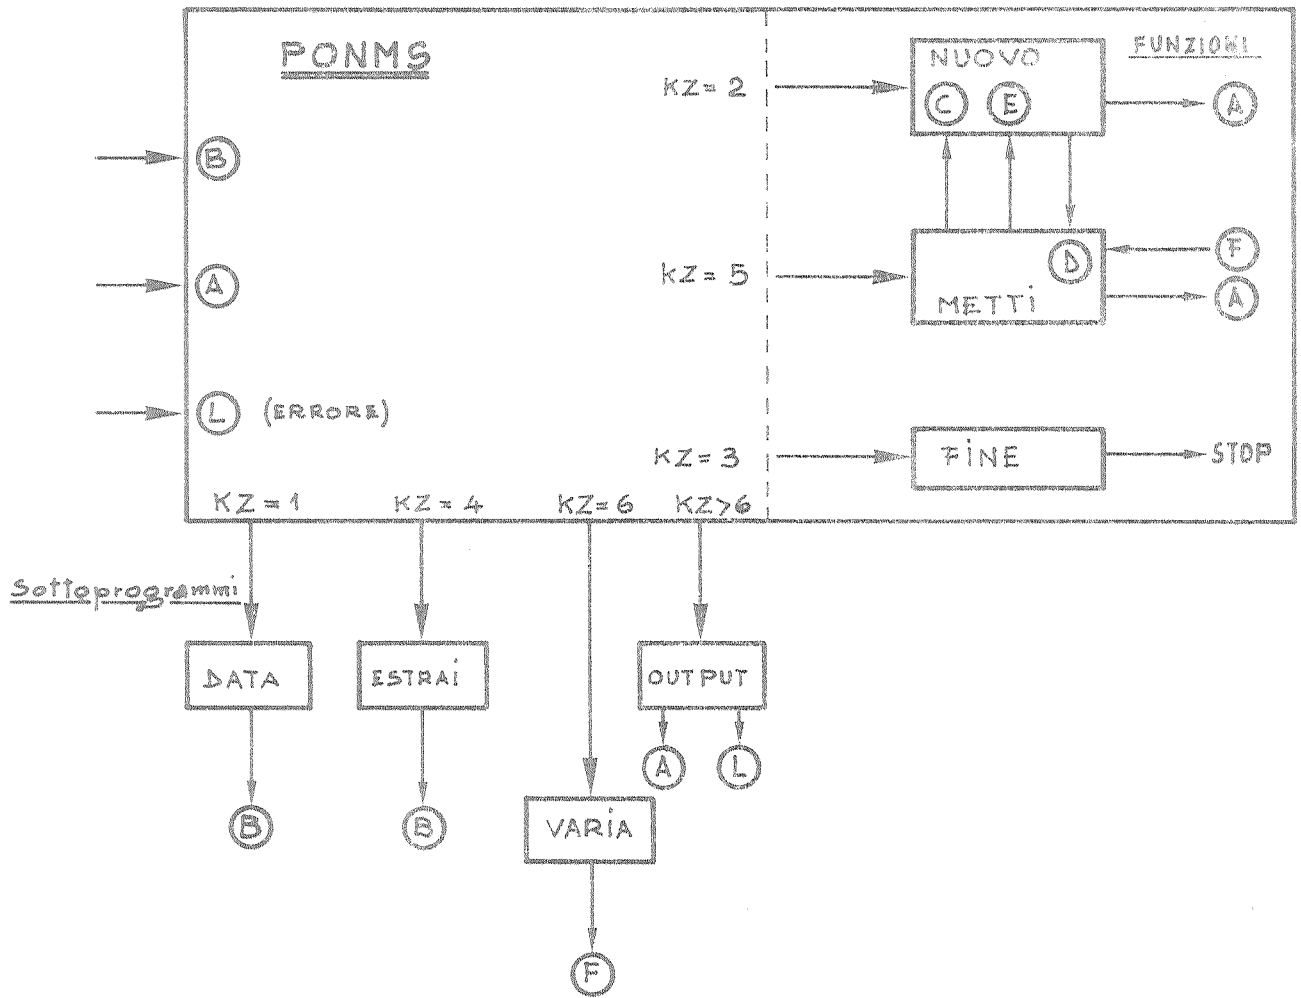 PONMS
FUNZIONI
KZ = 2
NUOVO
C E
A
B
A
KZ = 5
D
METTi
F
A
L (ERRORE)
KZ = 3
FiNE
STOP
KZ = 1
KZ = 4
KZ = 6
KZ > 6
Sottoprogrammi
DATA
ESTRAi
OUTPUT
A
L
B
B
VARiA
F